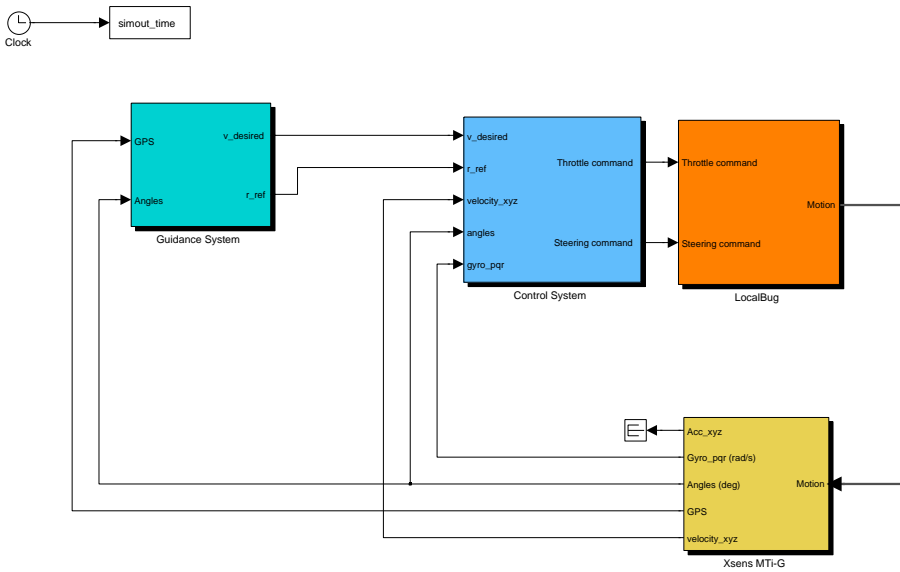 simout_time
Clock
GPS
Angles
v_desired
r_ref
Guidance System
v_desired
r_ref
velocity_xyz
angles
gyro_pqr
Throttle command
Steering command
Control System
Throttle command
Steering command
Motion
LocalBug
Acc_xyz
Gyro_pqr (rad/s)
Angles (deg)
GPS
velocity_xyz
Motion
Xsens MTi-G